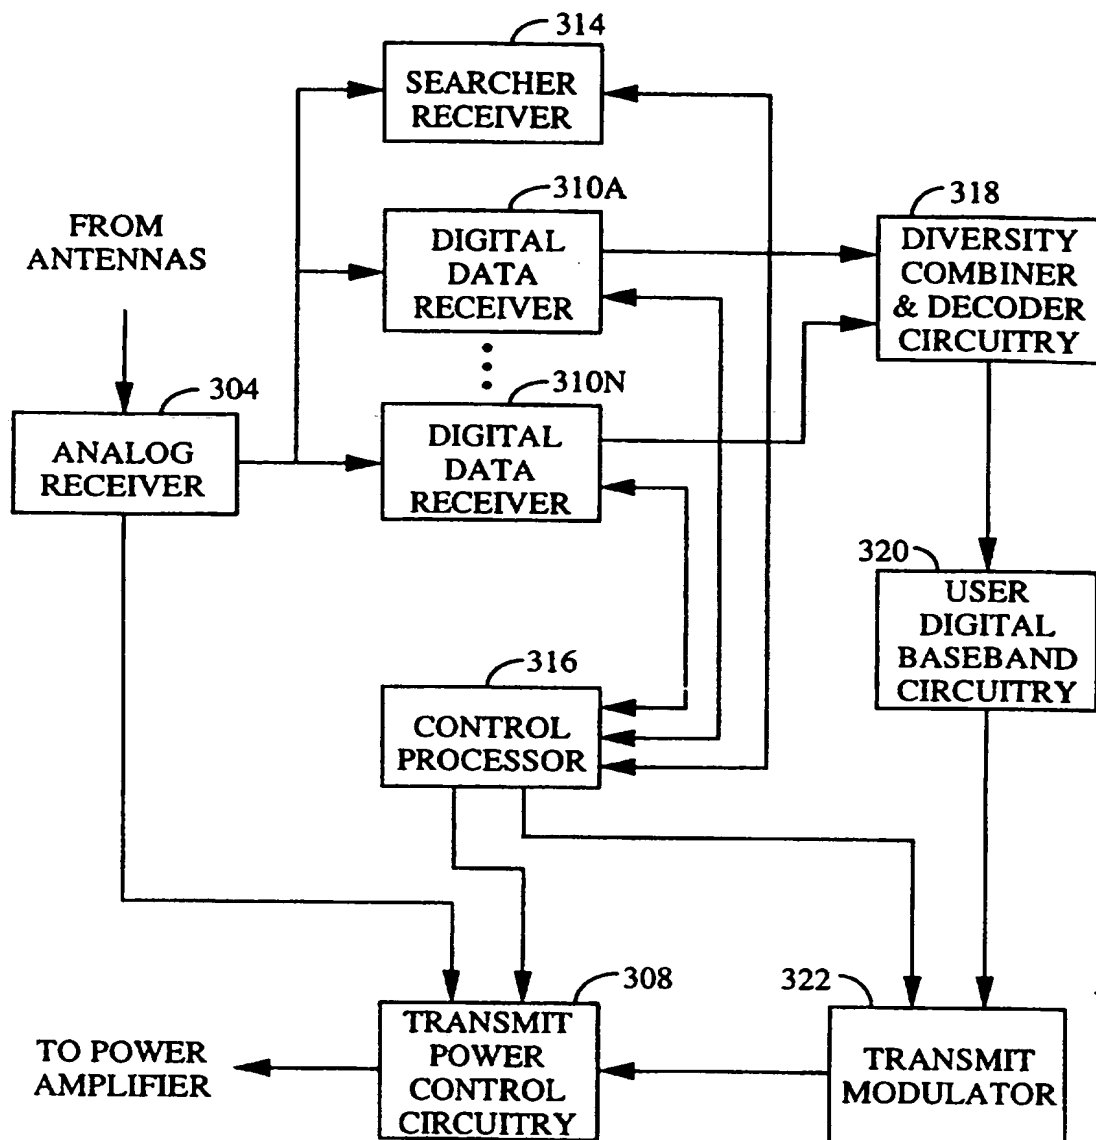 314
SEARCHER
RECEIVER
310A
DIGITAL
DATA
RECEIVER
FROM
ANTENNAS
318
DIVERSITY
COMBINER
& DECODER
CIRCUITRY
304
ANALOG
RECEIVER
310N
DIGITAL
DATA
RECEIVER
320
USER
DIGITAL
BASEBAND
CIRCUITRY
316
CONTROL
PROCESSOR
308
TRANSMIT
POWER
CONTROL
CIRCUITRY
322
TRANSMIT
MODULATOR
TO POWER
AMPLIFIER